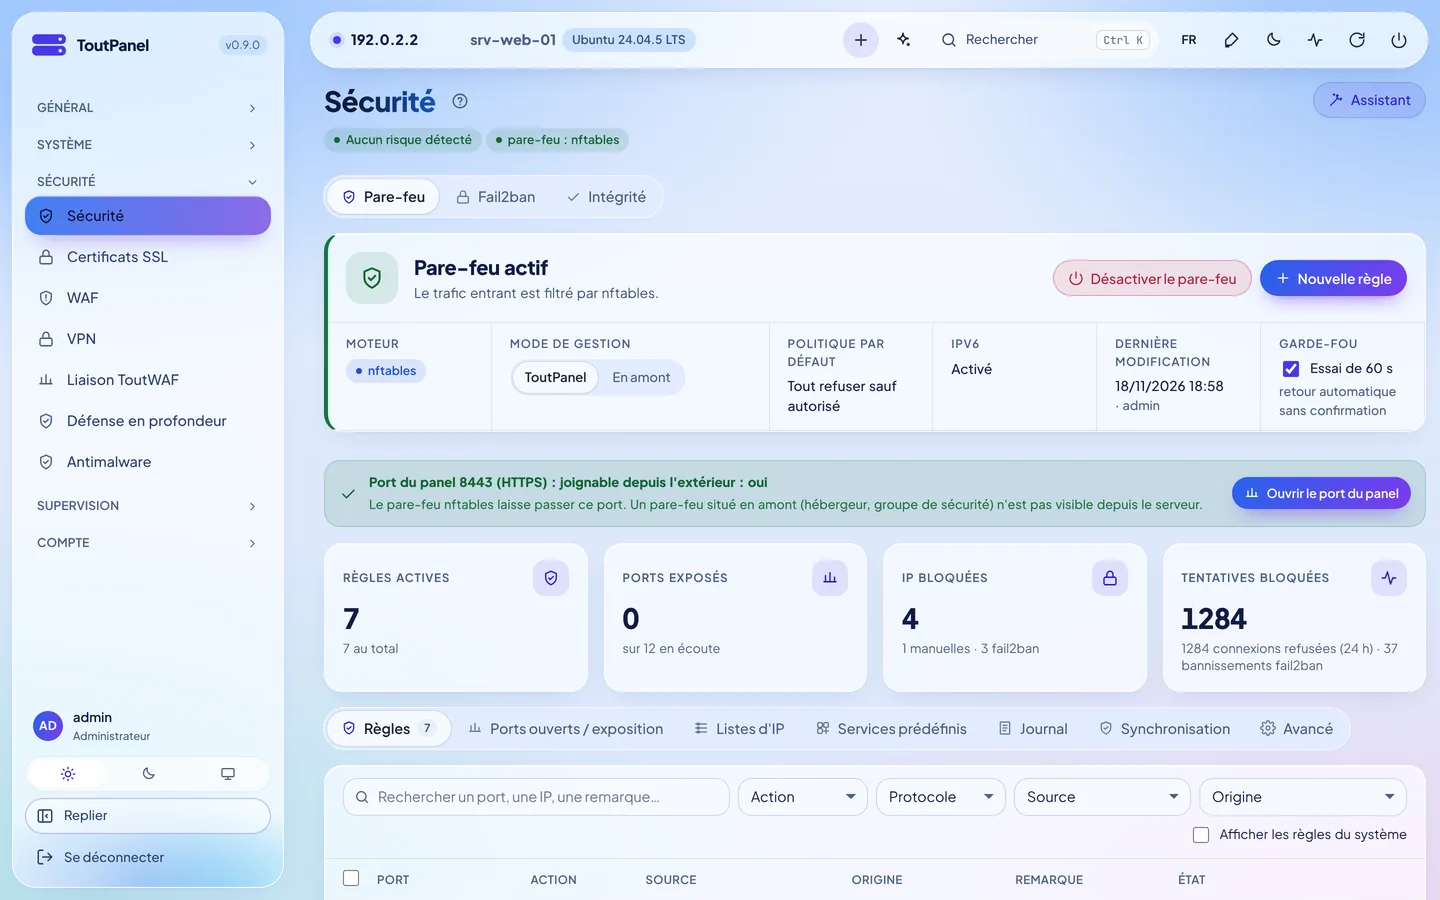 ToutPanel
v0.9.0
GÉNÉRAL
SYSTÈME
SÉCURITÉ
Sécurité
Certificats SSL
WAF
VPN
Liaison ToutWAF
Défense en profondeur
Antimalware
SUPERVISION
COMPTE
AD
admin
Administrateur
Replier
Se déconnecter
192.0.2.2
srv-web-01
Ubuntu 24.04.5 LTS
Rechercher
Ctrl K
FR
Sécurité
Assistant
Aucun risque détecté
pare-feu : nftables
Pare-feu
Fail2ban
Intégrité
Pare-feu actif
Le trafic entrant est filtré par nftables.
Désactiver le pare-feu
Nouvelle règle
MOTEUR
nftables
MODE DE GESTION
ToutPanel
En amont
POLITIQUE PAR
DÉFAUT
Tout refuser sauf
autorisé
IPV6
Activé
DERNIÈRE
MODIFICATION
18/11/2026 18:58
· admin
GARDE-FOU
Essai de 60 s
retour automatique
sans confirmation
Port du panel 8443 (HTTPS) : joignable depuis l'extérieur : oui
Le pare-feu nftables laisse passer ce port. Un pare-feu situé en amont (hébergeur, groupe de sécurité) n'est pas visible depuis le serveur.
Ouvrir le port du panel
RÈGLES ACTIVES
7
7 au total
PORTS EXPOSÉS
0
sur 12 en écoute
IP BLOQUÉES
4
1 manuelles · 3 fail2ban
TENTATIVES BLOQUÉES
1284
1284 connexions refusées (24 h) · 37
bannissements fail2ban
Règles 7
Ports ouverts / exposition
Listes d'IP
Services prédéfinis
Journal
Synchronisation
Avancé
Rechercher un port, une IP, une remarque…
Action
Protocole
Source
Origine
Afficher les règles du système
PORT
ACTION
SOURCE
ORIGINE
REMARQUE
ÉTAT